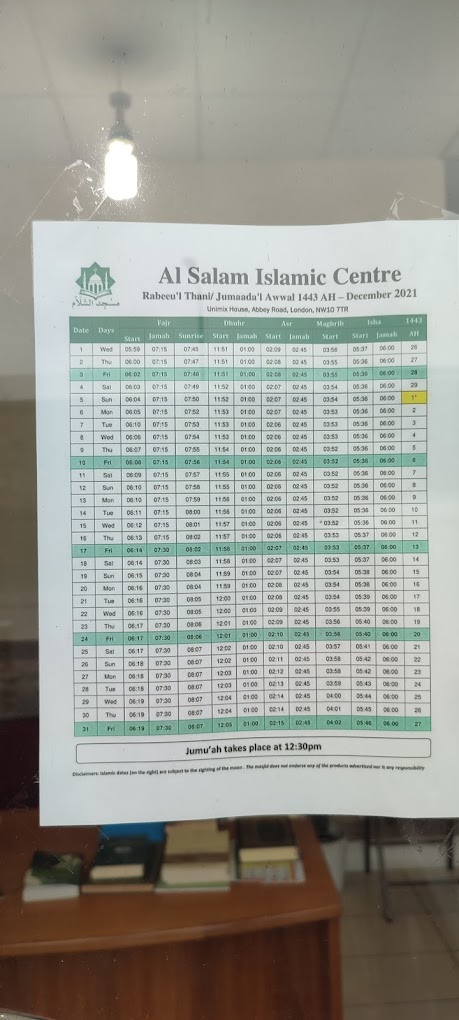 مسجد السلام
Al Salam Islamic Centre
Rabeeu'l Thani/ Jumaada'l Awwal 1443 AH – December 2021
Unimix House, Abbey Road, London, NW10 7TR
Fajr Dhuhr Asr Maghrib Isha 1443
Date Days Start Jamah Sunrise Start Jamah Start Jamah Start Start Jamah AH
1 Wed 05:59 07:15 07:45 11:51 01:00 02:09 02:45 03:56 05:37 06:00 26
2 Thu 06:00 07:15 07:47 11:51 01:00 02:08 02:45 03:55 05:36 06:00 27
3 Fri 06:02 07:15 07:48 11:51 01:00 02:08 02:45 03:55 05:36 06:00 28
4 Sat 06:03 07:15 07:49 11:52 01:00 02:07 02:45 03:54 05:36 06:00 29
5 Sun 06:04 07:15 07:50 11:52 01:00 02:07 02:45 03:54 05:36 06:00 1*
6 Mon 06:05 07:15 07:52 11:53 01:00 02:07 02:45 03:53 05:36 06:00 2
7 Tue 06:10 07:15 07:53 11:53 01:00 02:06 02:45 03:53 05:36 06:00 3
8 Wed 06:06 07:15 07:54 11:53 01:00 02:06 02:45 03:53 05:36 06:00 4
9 Thu 06:07 07:15 07:55 11:54 01:00 02:06 02:45 03:52 05:36 06:00 5
10 Fri 06:08 07:15 07:56 11:54 01:00 02:06 02:45 03:52 05:36 06:00 6
11 Sat 06:09 07:15 07:57 11:55 01:00 02:06 02:45 03:52 05:36 06:00 7
12 Sun 06:10 07:15 07:58 11:55 01:00 02:06 02:45 03:52 05:36 06:00 8
13 Mon 06:10 07:15 07:59 11:56 01:00 02:06 02:45 03:52 05:36 06:00 9
14 Tue 06:11 07:15 08:00 11:56 01:00 02:06 02:45 03:52 05:36 06:00 10
15 Wed 06:12 07:15 08:01 11:57 01:00 02:06 02:45 03:52 05:36 06:00 11
16 Thu 06:13 07:15 08:02 11:57 01:00 02:06 02:45 03:53 05:37 06:00 12
17 Fri 06:14 07:30 08:02 11:58 01:00 02:07 02:45 03:53 05:37 06:00 13
18 Sat 06:14 07:30 08:03 11:58 01:00 02:07 02:45 03:53 05:37 06:00 14
19 Sun 06:15 07:30 08:04 11:59 01:00 02:07 02:45 03:54 05:38 06:00 15
20 Mon 06:16 07:30 08:04 11:59 01:00 02:08 02:45 03:54 05:38 06:00 16
21 Tue 06:16 07:30 08:05 12:00 01:00 02:08 02:45 03:54 05:39 06:00 17
22 Wed 06:16 07:30 08:05 12:00 01:00 02:09 02:45 03:55 05:39 06:00 18
23 Thu 06:17 07:30 08:06 12:01 01:00 02:09 02:45 03:56 05:40 06:00 19
24 Fri 06:17 07:30 08:06 12:01 01:00 02:10 02:45 03:56 05:40 06:00 20
25 Sat 06:17 07:30 08:07 12:02 01:00 02:10 02:45 03:57 05:41 06:00 21
26 Sun 06:18 07:30 08:07 12:02 01:00 02:11 02:45 03:58 05:42 06:00 22
27 Mon 06:18 07:30 08:07 12:03 01:00 02:12 02:45 03:58 05:42 06:00 23
28 Tue 06:18 07:30 08:07 12:03 01:00 02:13 02:45 03:59 05:43 06:00 24
29 Wed 06:19 07:30 08:07 12:04 01:00 02:14 02:45 04:00 05:44 06:00 25
30 Thu 06:19 07:30 08:07 12:04 01:00 02:14 02:45 04:01 05:45 06:00 26
31 Fri 06:19 07:30 08:07 12:05 01:00 02:15 02:45 04:02 05:46 06:00 27
Jumu'ah takes place at 12:30pm
Disclaimers: Islamic dates (on the right) are subject to the sighting of the moon . The masjid does not endorse any of the products advertised nor is any responsibility